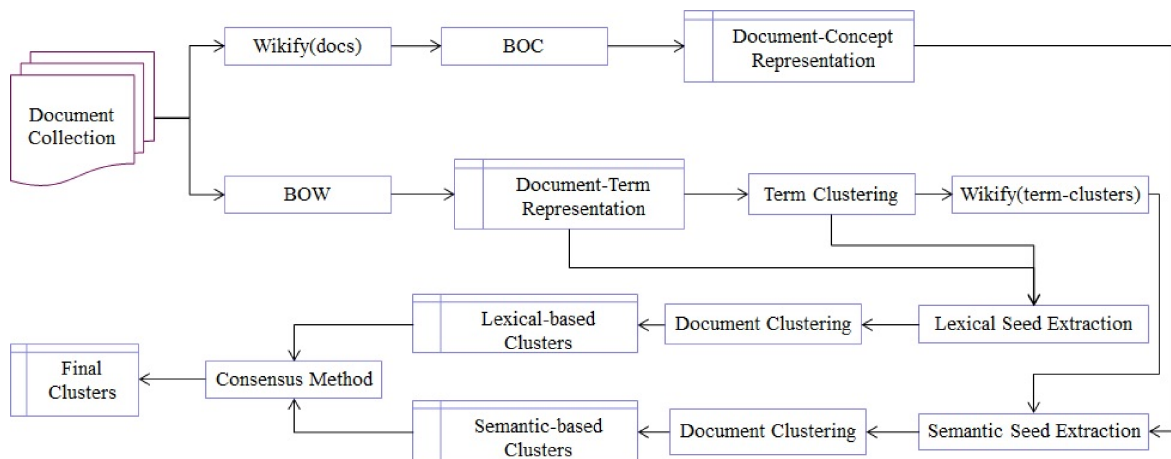 Document
Collection
Wikify(docs)
BOC
Document-Concept
Representation
BOW
Document-Term
Representation
Term Clustering
Wikify(term-clusters)
Lexical-based
Clusters
Document Clustering
Lexical Seed Extraction
Final
Clusters
Consensus Method
Semantic-based
Clusters
Document Clustering
Semantic Seed Extraction